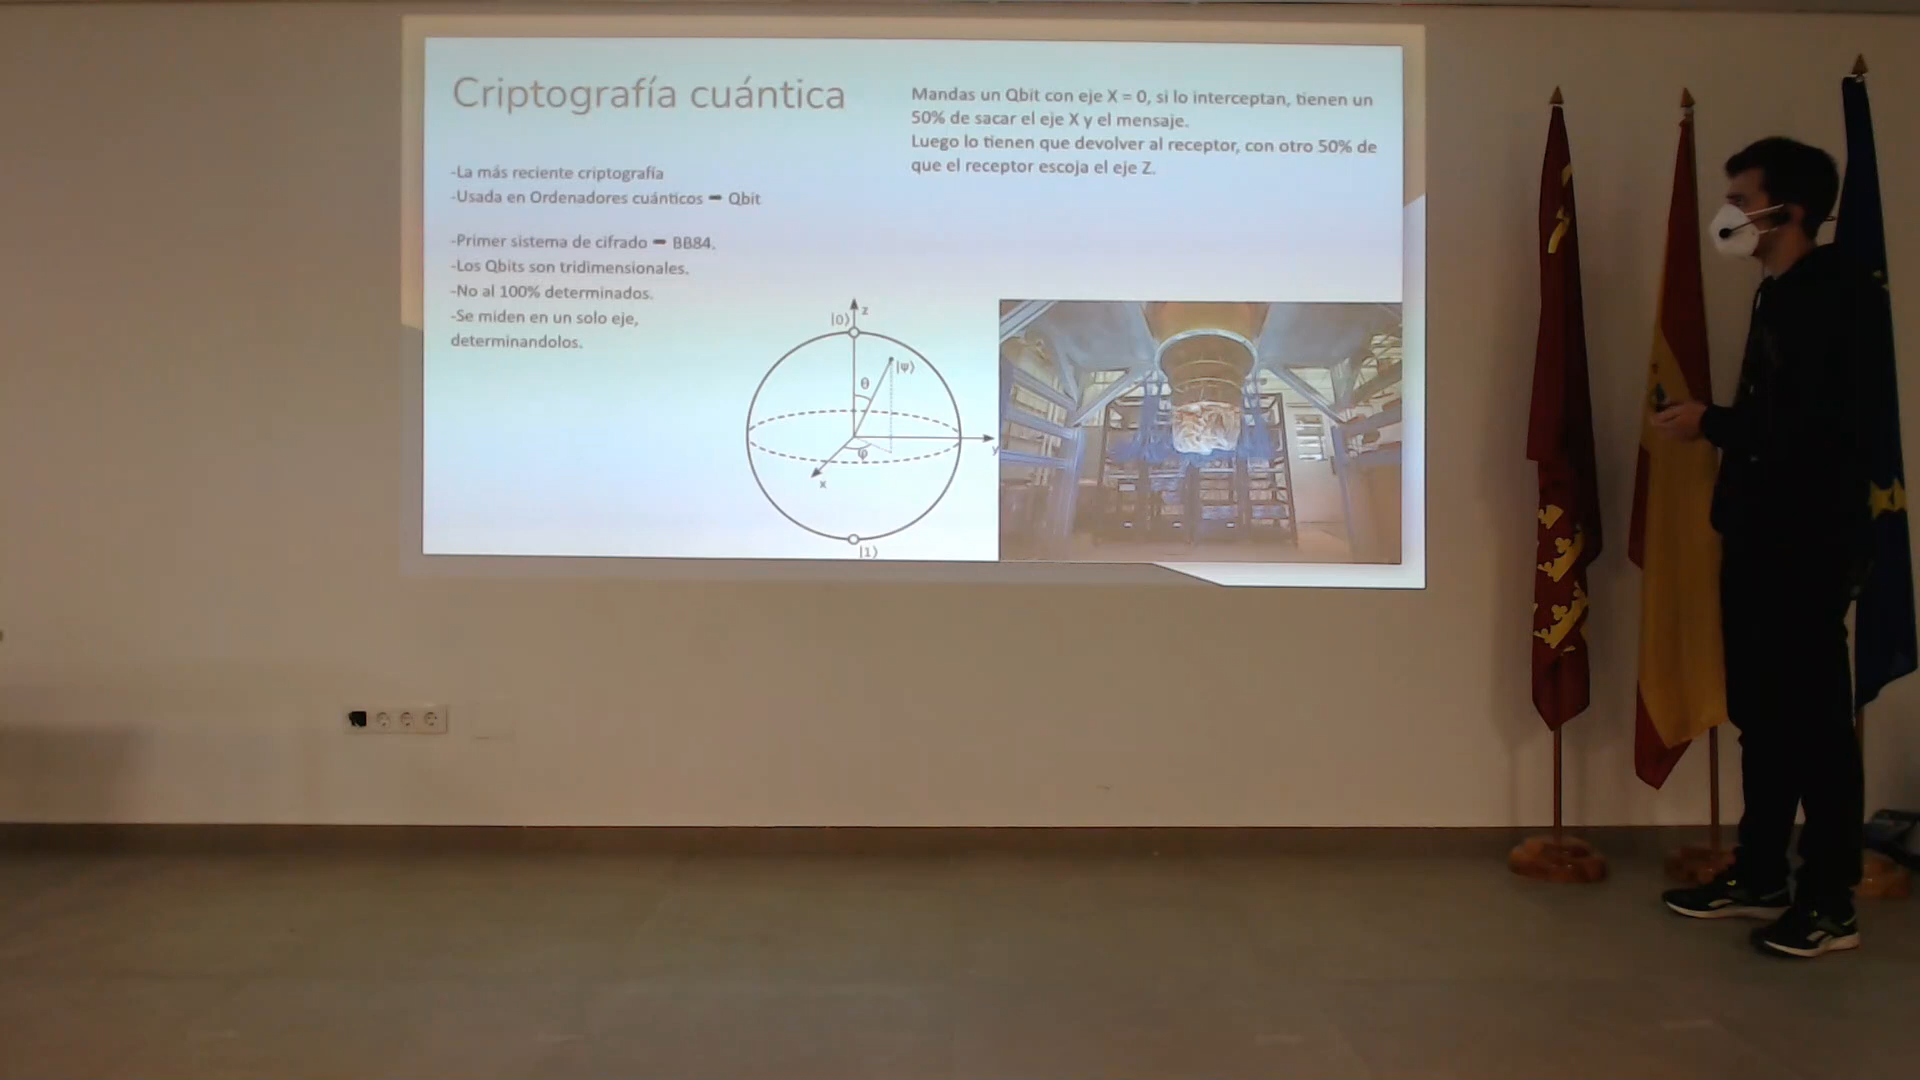 Criptografía cuántica
-La más reciente criptografía
-Usada en Ordenadores cuánticos ➖ Qbit
-Primer sistema de cifrado ➖ BB84.
-Los Qbits son tridimensionales.
-No al 100% determinados.
-Se miden en un solo eje,
determinandolos.
Mandas un Qbit con eje X = 0, si lo interceptan, tienen un
50% de sacar el eje X y el mensaje.
Luego lo tienen que devolver al receptor, con otro 50% de
que el receptor escoja el eje Z.
z
|0⟩
|ψ⟩
θ
φ
y
x
|1⟩